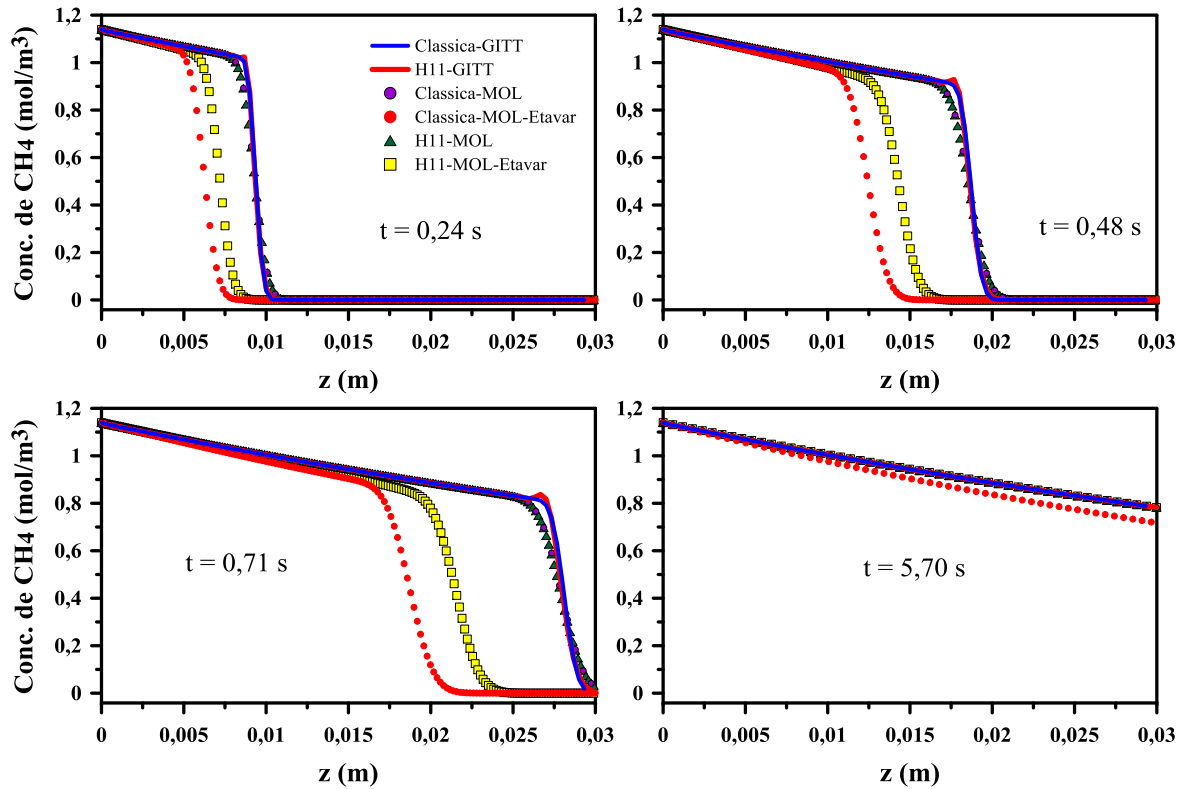 1,2
1
0,8
0,6
0,4
0,2
0
Conc. de CH4 (mol/m3)
Classica-GITT
H11-GITT
Classica-MOL
Classica-MOL-Etavar
H11-MOL
H11-MOL-Etavar
t = 0,24 s
0 0,005 0,01 0,015 0,02 0,025 0,03
z (m)
1,2
1
0,8
0,6
0,4
0,2
0
t = 0,48 s
0 0,005 0,01 0,015 0,02 0,025 0,03
z (m)
1,2
1
0,8
0,6
0,4
0,2
0
Conc. de CH4 (mol/m3)
t = 0,71 s
0 0,005 0,01 0,015 0,02 0,025 0,03
z (m)
1,2
1
0,8
0,6
0,4
0,2
0
t = 5,70 s
0 0,005 0,01 0,015 0,02 0,025 0,03
z (m)